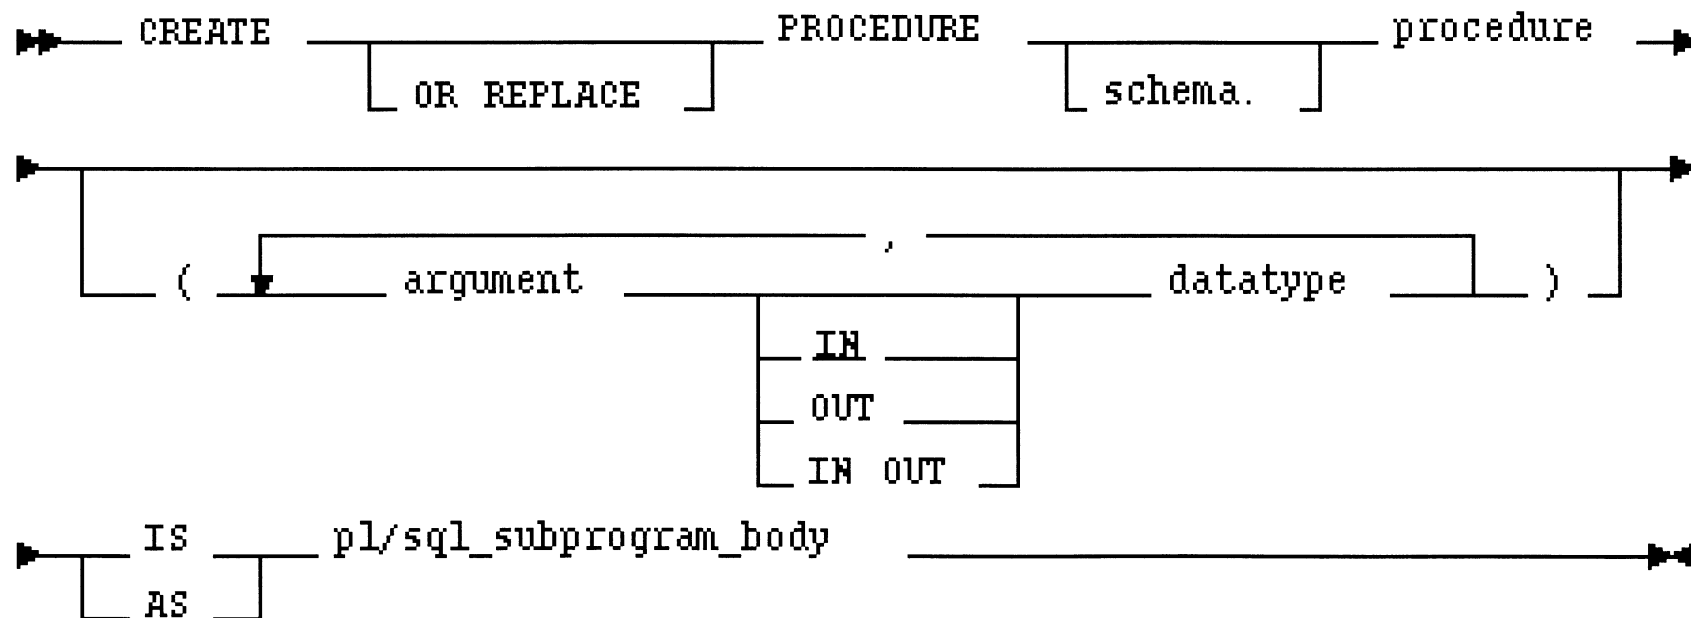 CREATE PROCEDURE procedure
OR REPLACE schema.
,
( argument datatype )
IN
OUT
IN OUT
IS pl/sql_subprogram_body
AS